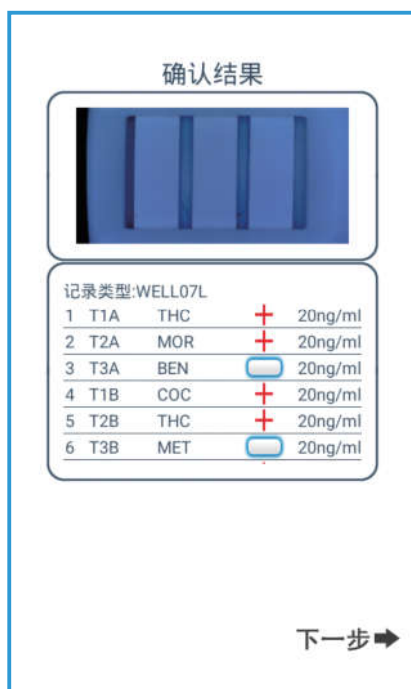 确认结果
记录类型:WELL07L
1 T1A THC + 20ng/ml
2 T2A MOR + 20ng/ml
3 T3A BEN 20ng/ml
4 T1B COC + 20ng/ml
5 T2B THC + 20ng/ml
6 T3B MET 20ng/ml
下一步